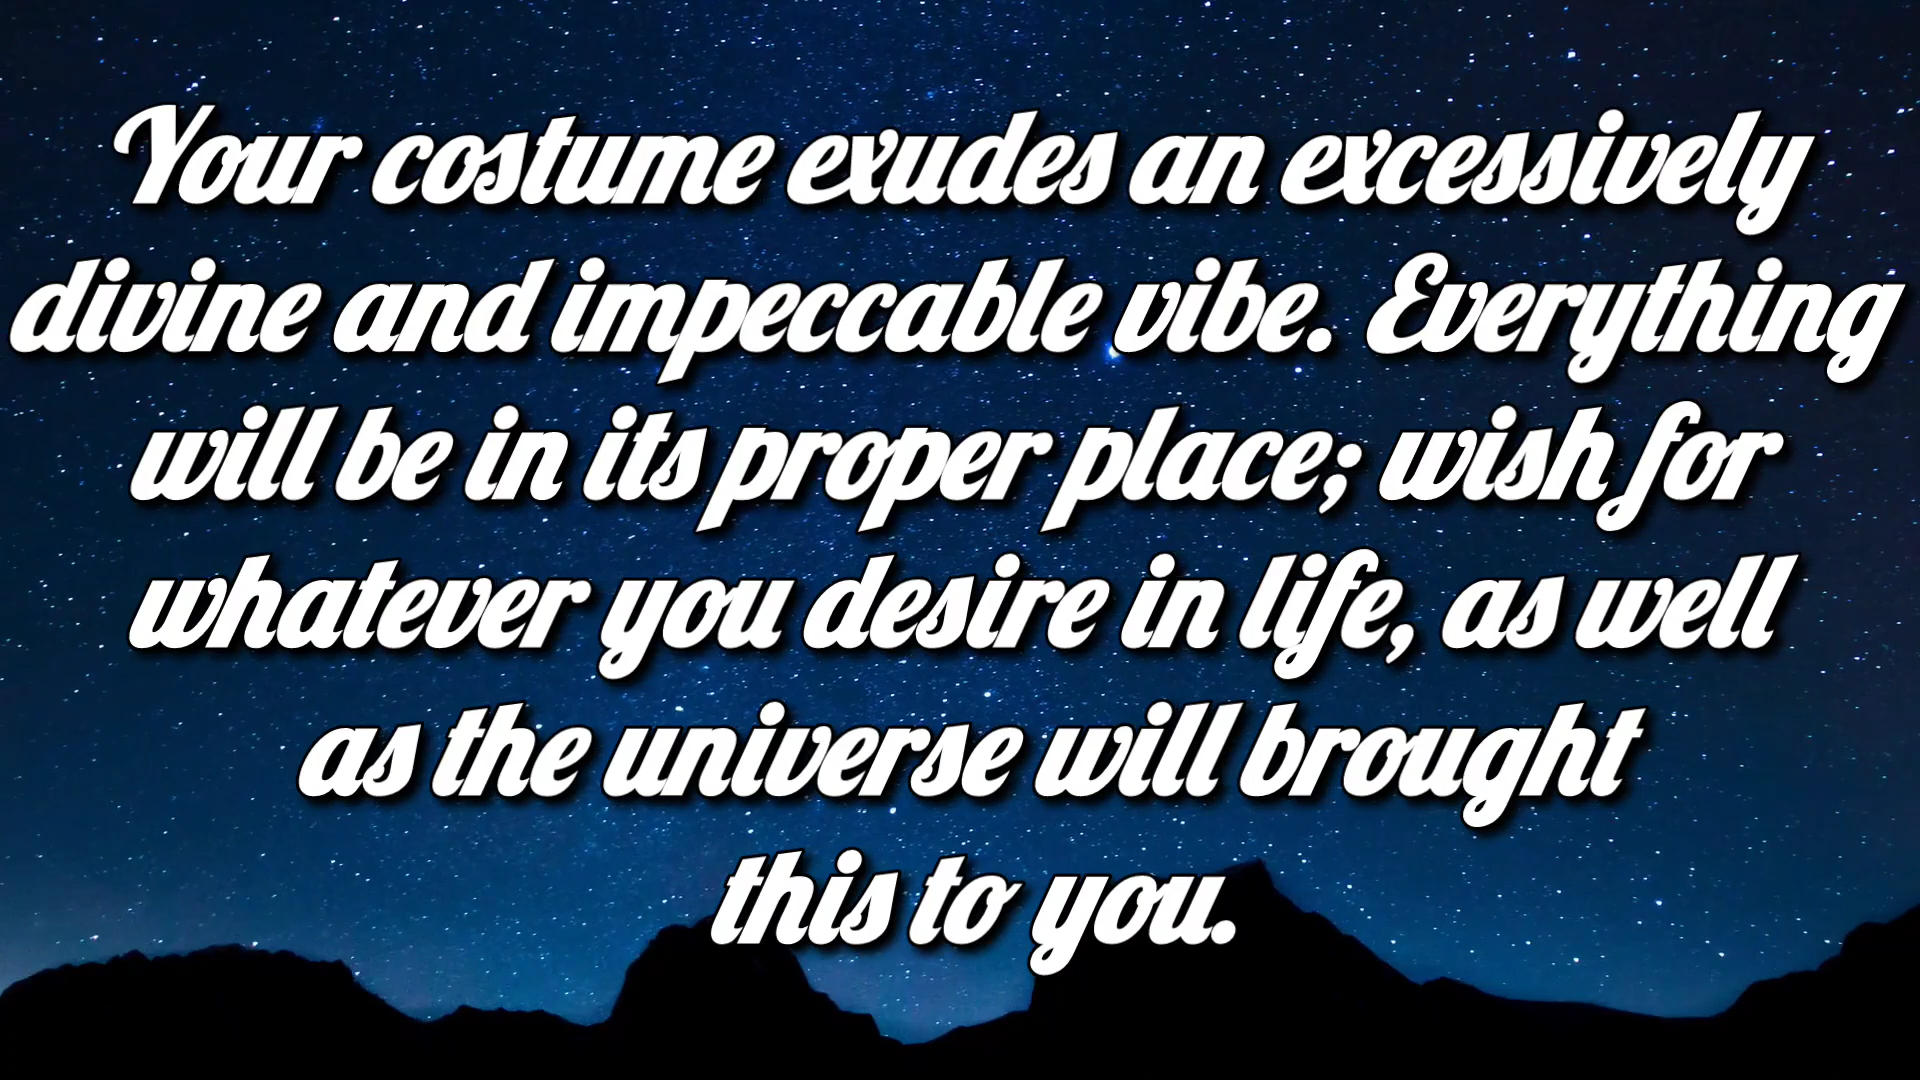 Your costume exudes an excessively
divine and impeccable vibe. Everything
will be in its proper place; wish for
whatever you desire in life, as well
as the universe will brought
this to you.